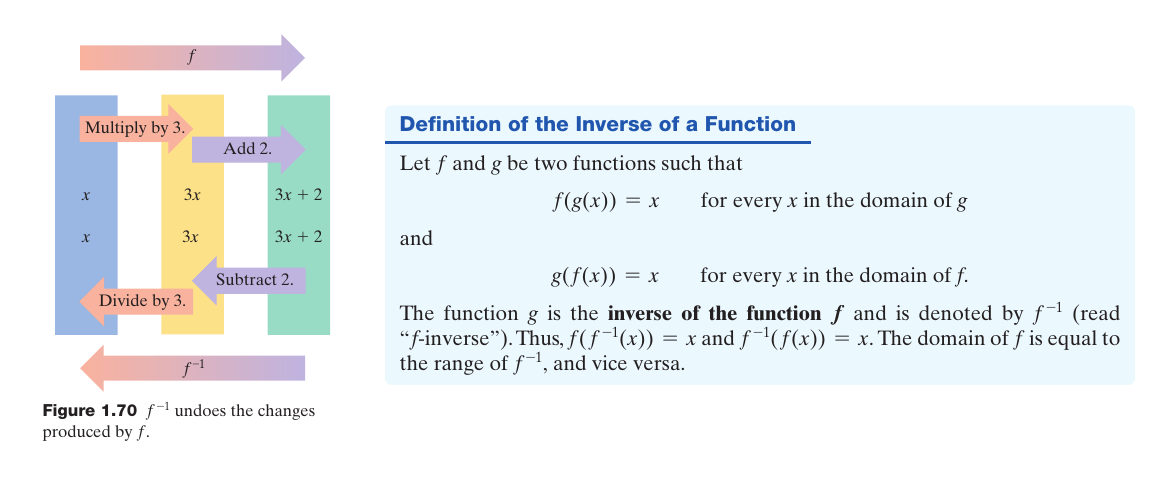 f
Multiply by 3.
Add 2.
x 3x 3x + 2
x 3x 3x + 2
Subtract 2.
Divide by 3.
f⁻¹
Figure 1.70 f⁻¹ undoes the changes
produced by f.
Definition of the Inverse of a Function
Let f and g be two functions such that
f(g(x)) = x for every x in the domain of g
and
g(f(x)) = x for every x in the domain of f.
The function g is the inverse of the function f and is denoted by f⁻¹ (read
“f-inverse”). Thus, f(f⁻¹(x)) = x and f⁻¹(f(x)) = x. The domain of f is equal to
the range of f⁻¹, and vice versa.